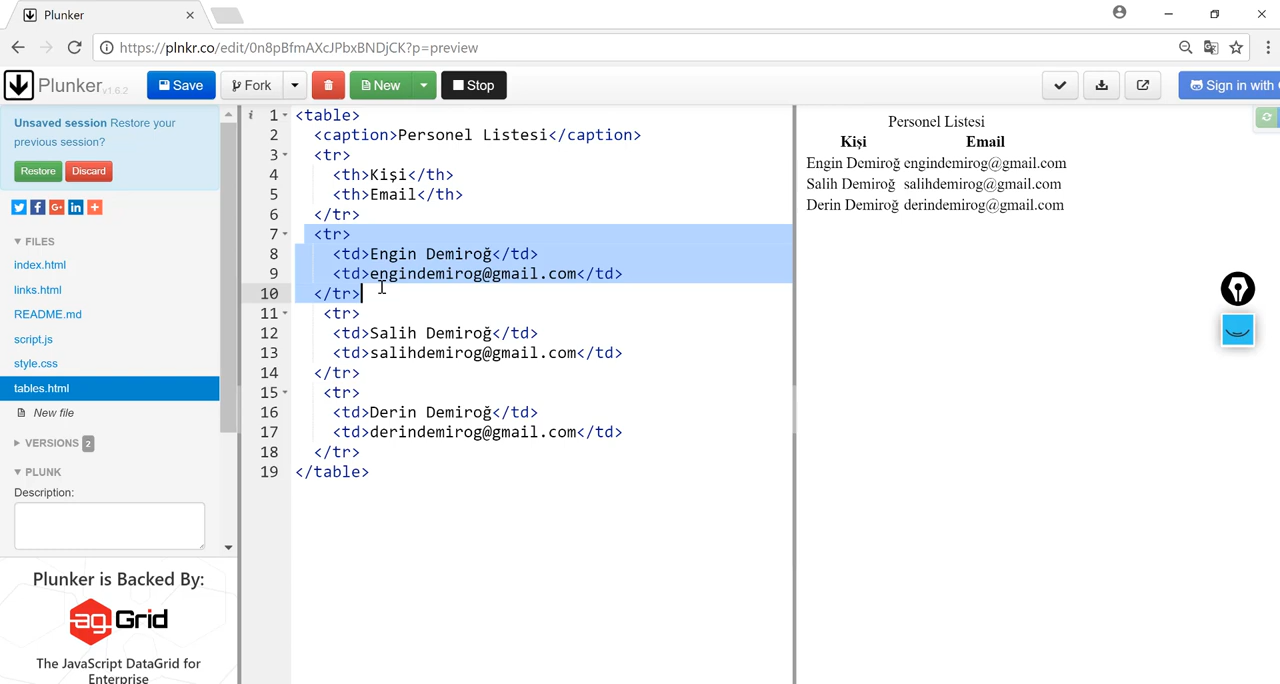 Plunker
https://plnkr.co/edit/0n8pBfmAXcJPbxBNDjCK?p=preview
Plunker v1.6.2
Save
Fork
New
Stop
Sign in with
Unsaved session Restore your
previous session?
Restore
Discard
FILES
index.html
links.html
README.md
script.js
style.css
tables.html
New file
VERSIONS 2
PLUNK
Description:
Plunker is Backed By:
ag Grid
The JavaScript DataGrid for
Enterprise
1 <table>
2 <caption>Personel Listesi</caption>
3 <tr>
4 <th>Kişi</th>
5 <th>Email</th>
6 </tr>
7 <tr>
8 <td>Engin Demiroğ</td>
9 <td>engindemirog@gmail.com</td>
10 </tr>
11 <tr>
12 <td>Salih Demiroğ</td>
13 <td>salihdemirog@gmail.com</td>
14 </tr>
15 <tr>
16 <td>Derin Demiroğ</td>
17 <td>derindemirog@gmail.com</td>
18 </tr>
19 </table>
Personel Listesi
Kişi Email
Engin Demiroğ engindemirog@gmail.com
Salih Demiroğ salihdemirog@gmail.com
Derin Demiroğ derindemirog@gmail.com